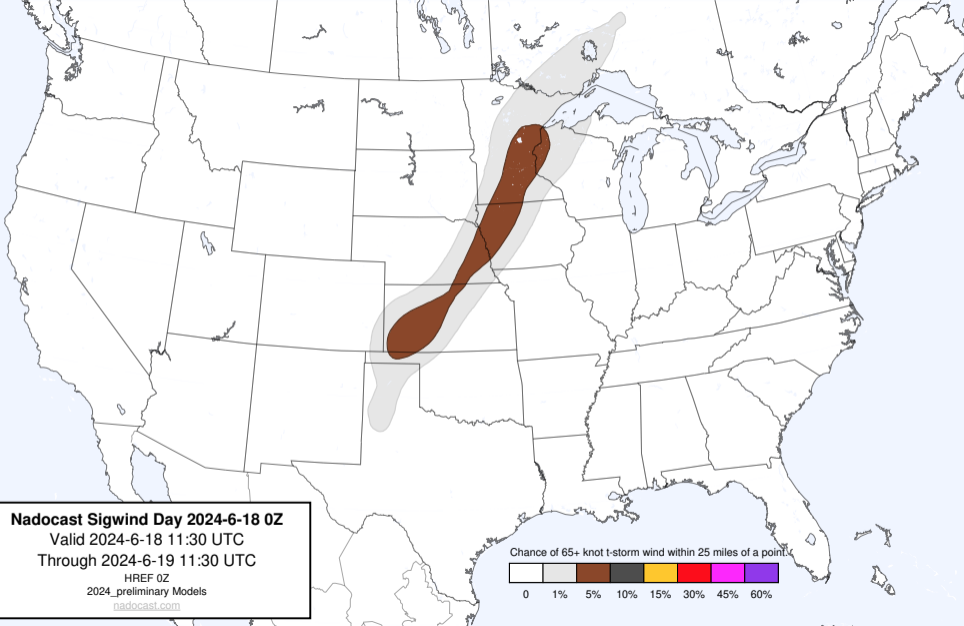 Nadocast Sigwind Day 2024-6-18 0Z
Valid 2024-6-18 11:30 UTC
Through 2024-6-19 11:30 UTC
HREF 0Z
2024_preliminary Models
nadocast.com
Chance of 65+ knot t-storm wind within 25 miles of a point.
0 1% 5% 10% 15% 30% 45% 60%